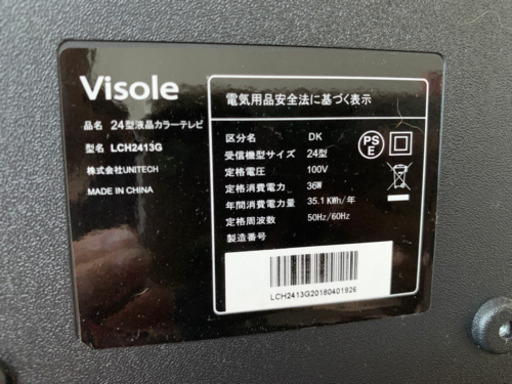 Visole
品名 24型液晶カラーテレビ
型名 LCH2413G
株式会社UNITECH
MADE IN CHINA
電気用品安全法に基づく表示
区分名 DK
受信機型サイズ 24型
定格電圧 100V
定格消費電力 36W
年間消費電力量 35.1 KWh/年
定格周波数 50Hz/60Hz
製造番号
PS
E
LCH2413G20180401926